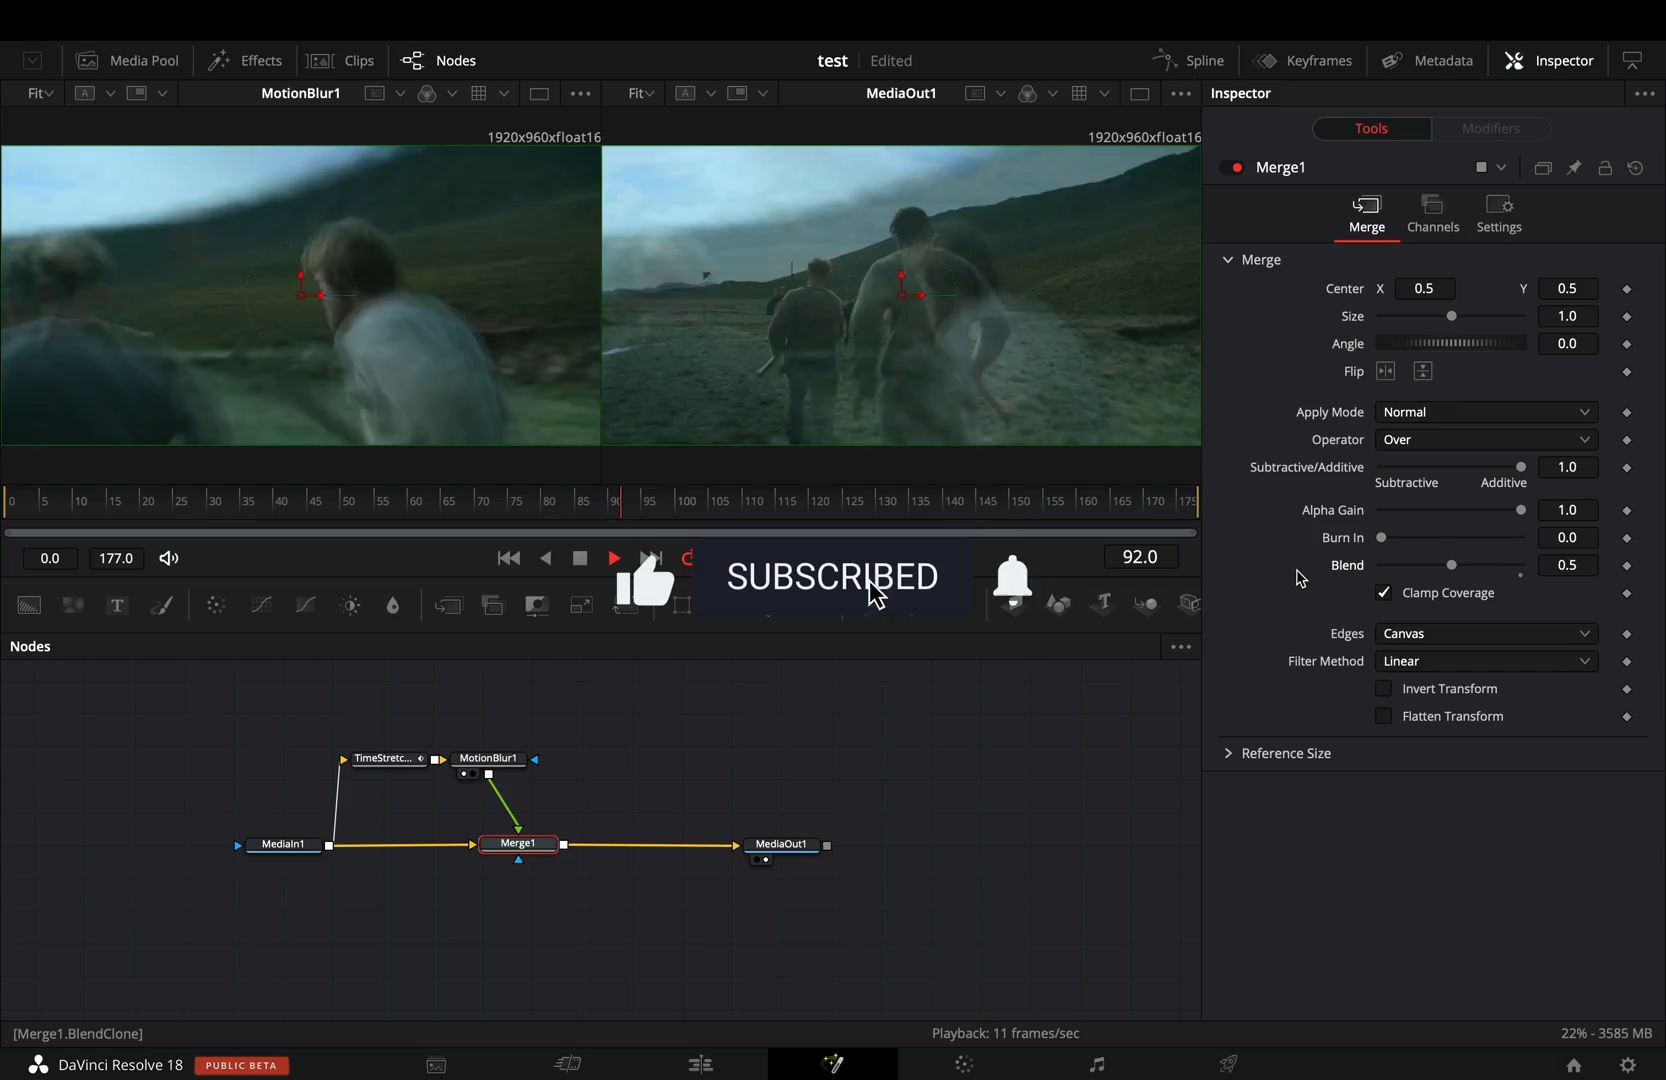 Media Pool
Effects
Clips
Nodes
test
Edited
Spline
Keyframes
Metadata
Inspector
Fit
A
MotionBlur1
Fit
A
MediaOut1
Inspector
1920x960xfloat16
1920x960xfloat16
Tools
Modifiers
Merge1
Merge
Channels
Settings
Merge
Center X 0.5 Y 0.5
Size 1.0
Angle 0.0
Flip
Apply Mode Normal
Operator Over
Subtractive/Additive 1.0
Subtractive Additive
Alpha Gain 1.0
Burn In 0.0
Blend 0.5
Clamp Coverage
Edges Canvas
Filter Method Linear
Invert Transform
Flatten Transform
Reference Size
0 5 10 15 20 25 30 35 40 45 50 55 60 65 70 75 80 85 90 95 100 105 110 115 120 125 130 135 140 145 150 155 160 165 170 175
0.0 177.0
92.0
SUBSCRIBED
T
T
Nodes
TimeStretc...
MotionBlur1
MediaIn1
Merge1
MediaOut1
[Merge1.BlendClone]
Playback: 11 frames/sec
22% - 3585 MB
DaVinci Resolve 18
PUBLIC BETA